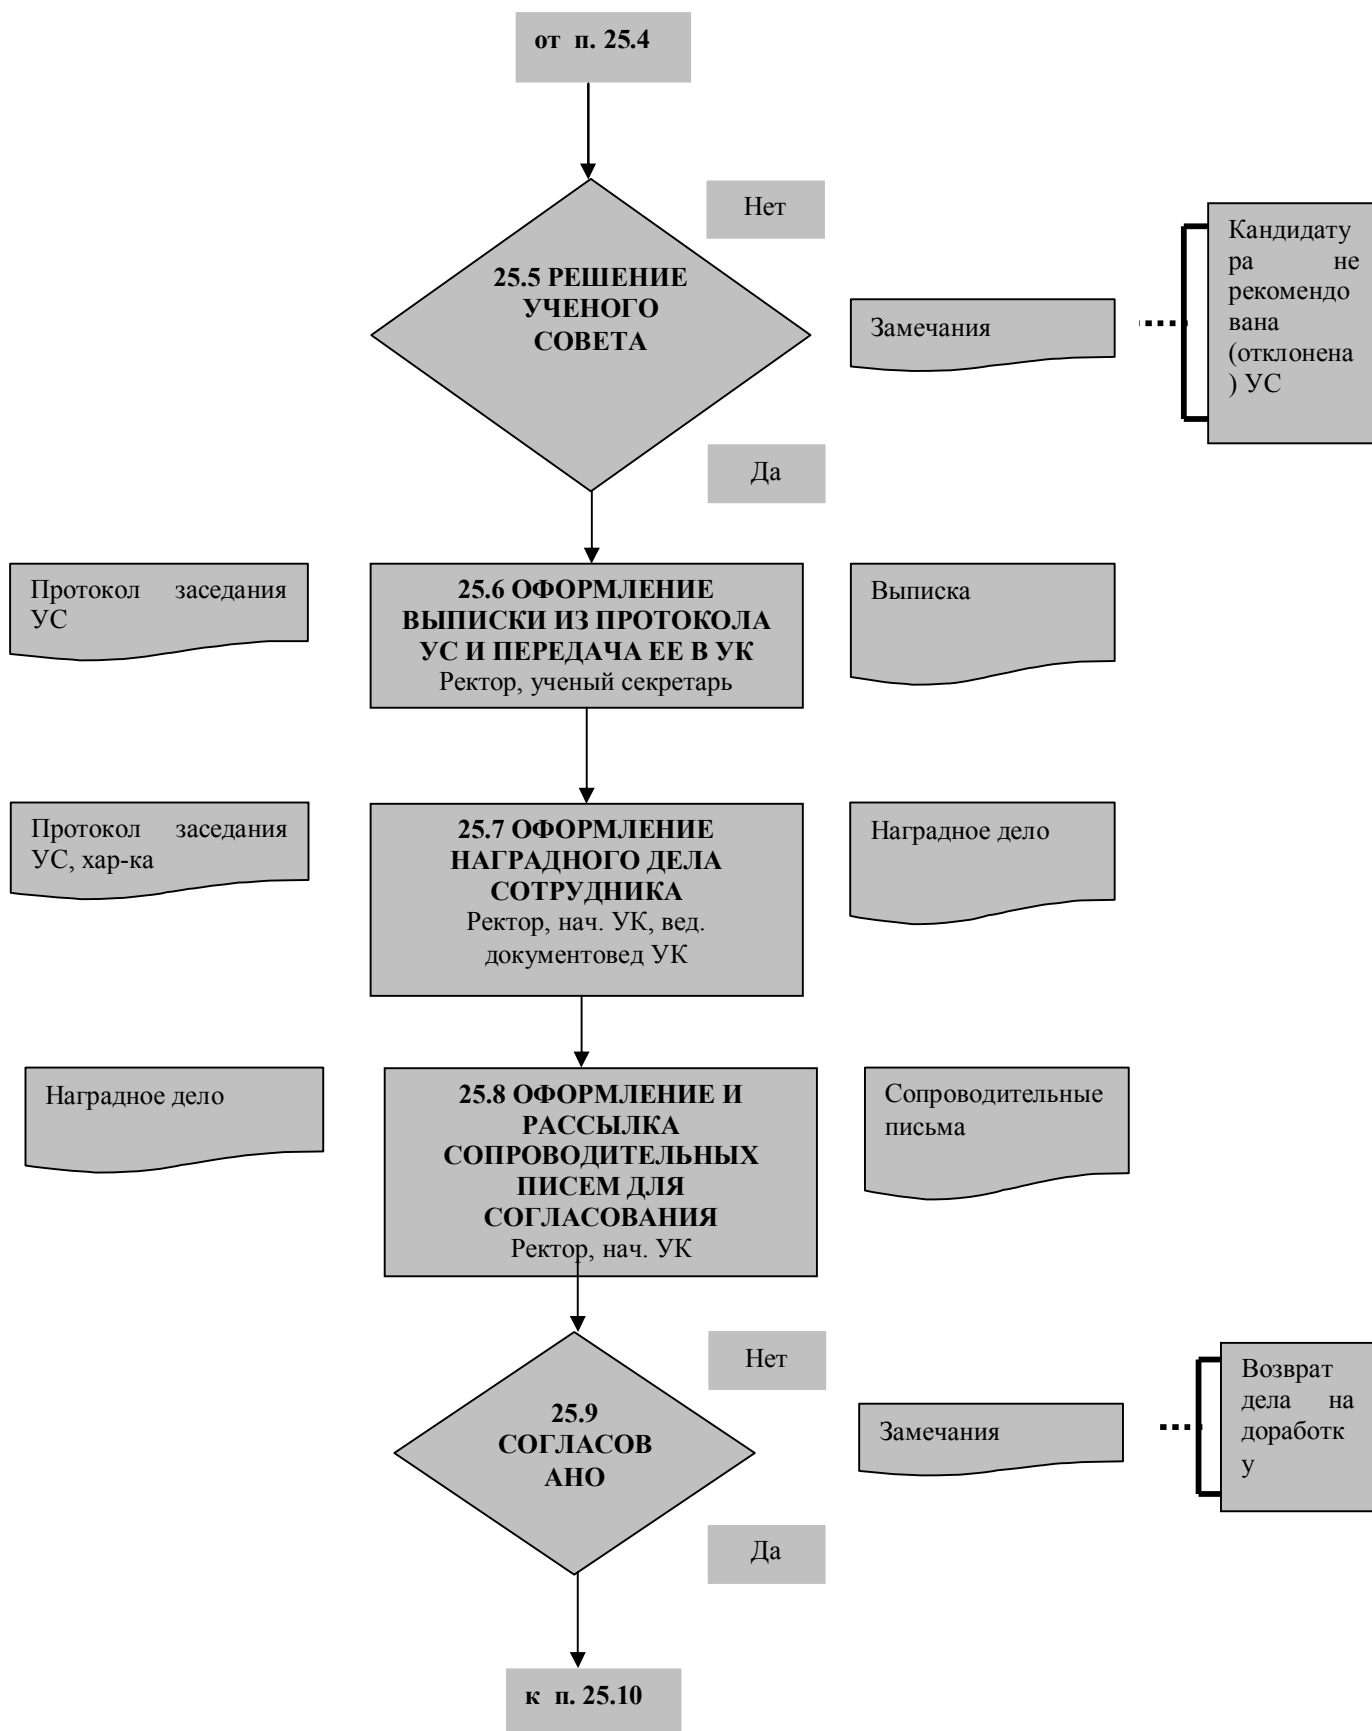 от п. 25.4
Нет
25.5 РЕШЕНИЕ
УЧЕНОГО
СОВЕТА
Замечания
Кандидату
ра не
рекомендо
вана
(отклонена
) УС
Да
Протокол заседания
УС
25.6 ОФОРМЛЕНИЕ
ВЫПИСКИ ИЗ ПРОТОКОЛА
УС И ПЕРЕДАЧА ЕЕ В УК
Ректор, ученый секретарь
Выписка
Протокол заседания
УС, хар-ка
25.7 ОФОРМЛЕНИЕ
НАГРАДНОГО ДЕЛА
СОТРУДНИКА
Ректор, нач. УК, вед.
документовед УК
Наградное дело
Наградное дело
25.8 ОФОРМЛЕНИЕ И
РАССЫЛКА
СОПРОВОДИТЕЛЬНЫХ
ПИСЕМ ДЛЯ
СОГЛАСОВАНИЯ
Ректор, нач. УК
Сопроводительные
письма
Нет
25.9
СОГЛАСОВ
АНО
Замечания
Возврат
дела на
доработк
у
Да
к п. 25.10